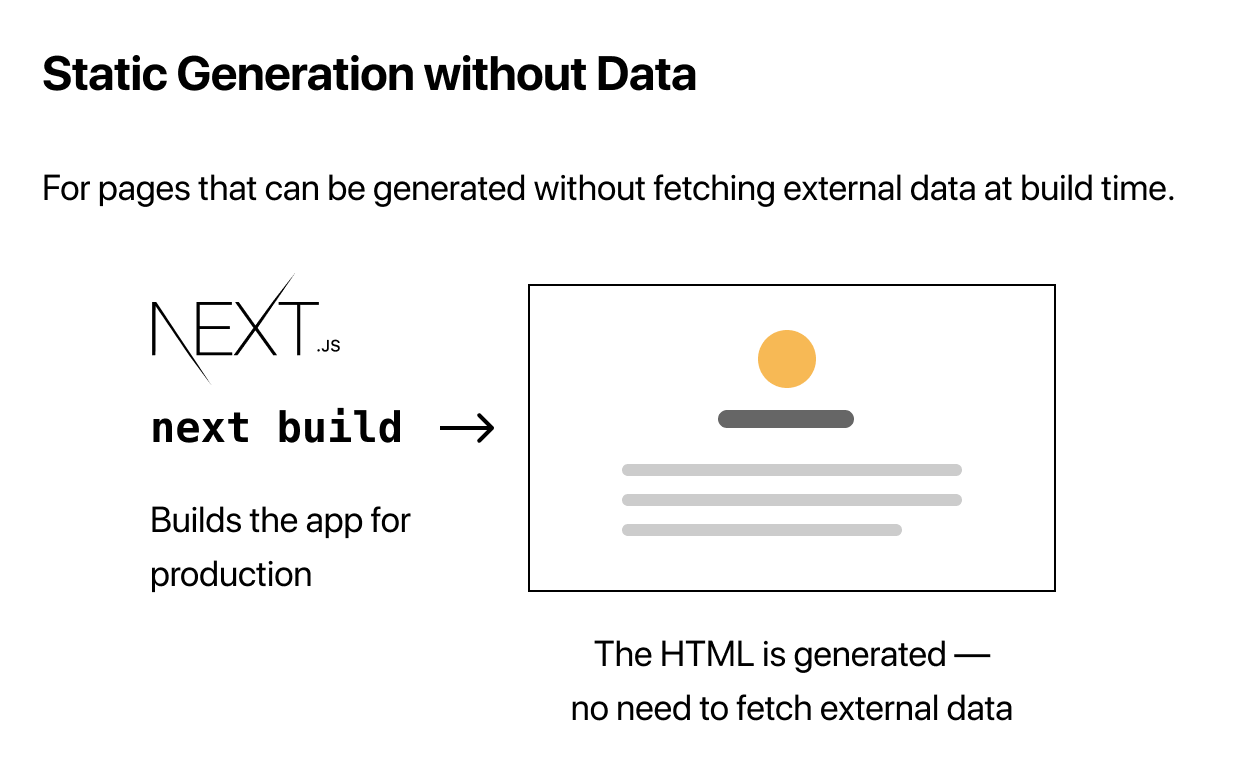 Static Generation without Data
For pages that can be generated without fetching external data at build time.
NEXT.JS
next build
Builds the app for
production
The HTML is generated —
no need to fetch external data